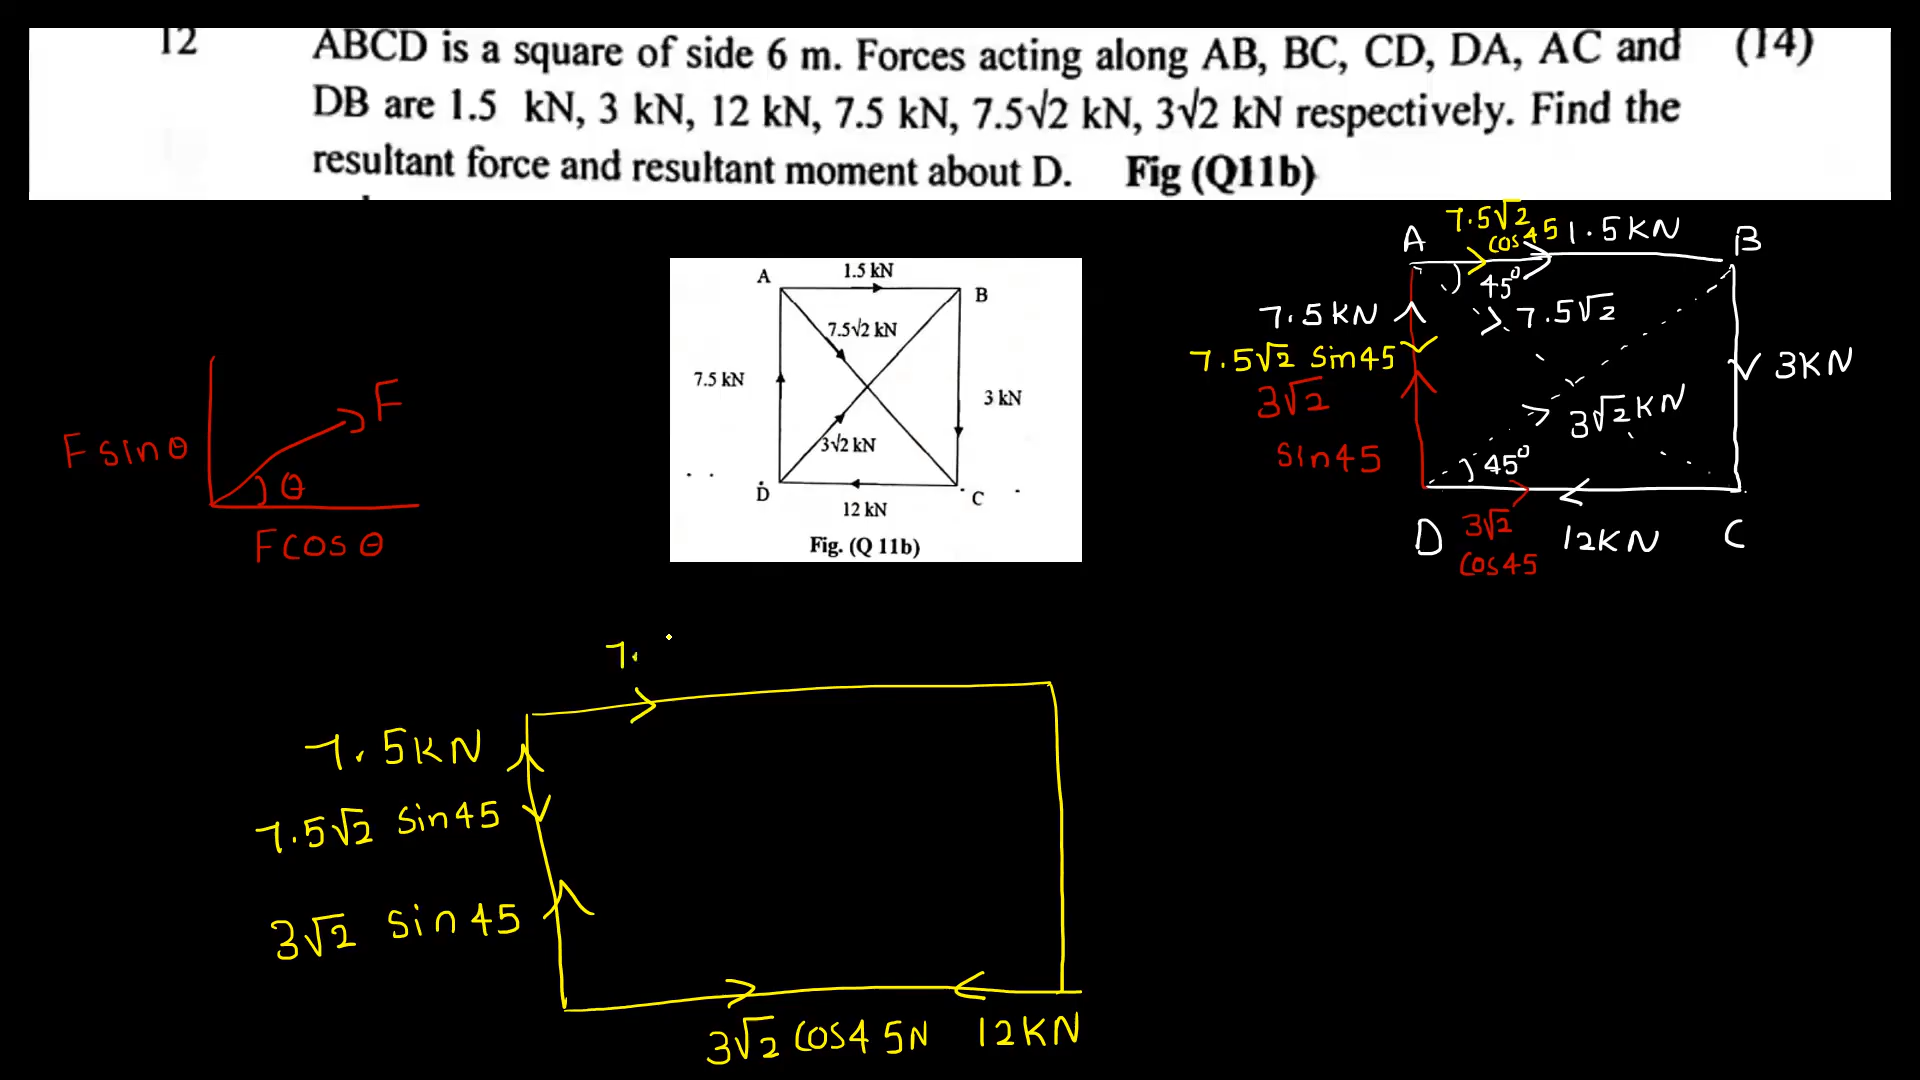 12 ABCD is a square of side 6 m. Forces acting along AB, BC, CD, DA, AC and (14)
DB are 1.5 kN, 3 kN, 12 kN, 7.5 kN, 7.5√2 kN, 3√2 kN respectively. Find the
resultant force and resultant moment about D. Fig (Q11b)
F
F sin θ
θ
F cos θ
A
1.5 kN
B
7.5√2 kN
7.5 kN
3 kN
3√2 kN
D
12 kN
C
Fig. (Q 11b)
7.5√2
cos45
A
1.5KN
B
45°
7.5KN
7.5√2
7.5√2 Sin45
3KN
3√2
Sin45
3√2KN
45°
D
3√2
Cos45
12KN
C
7.
7.5KN
7.5√2 Sin45
3√2 Sin45
3√2 Cos45N
12KN